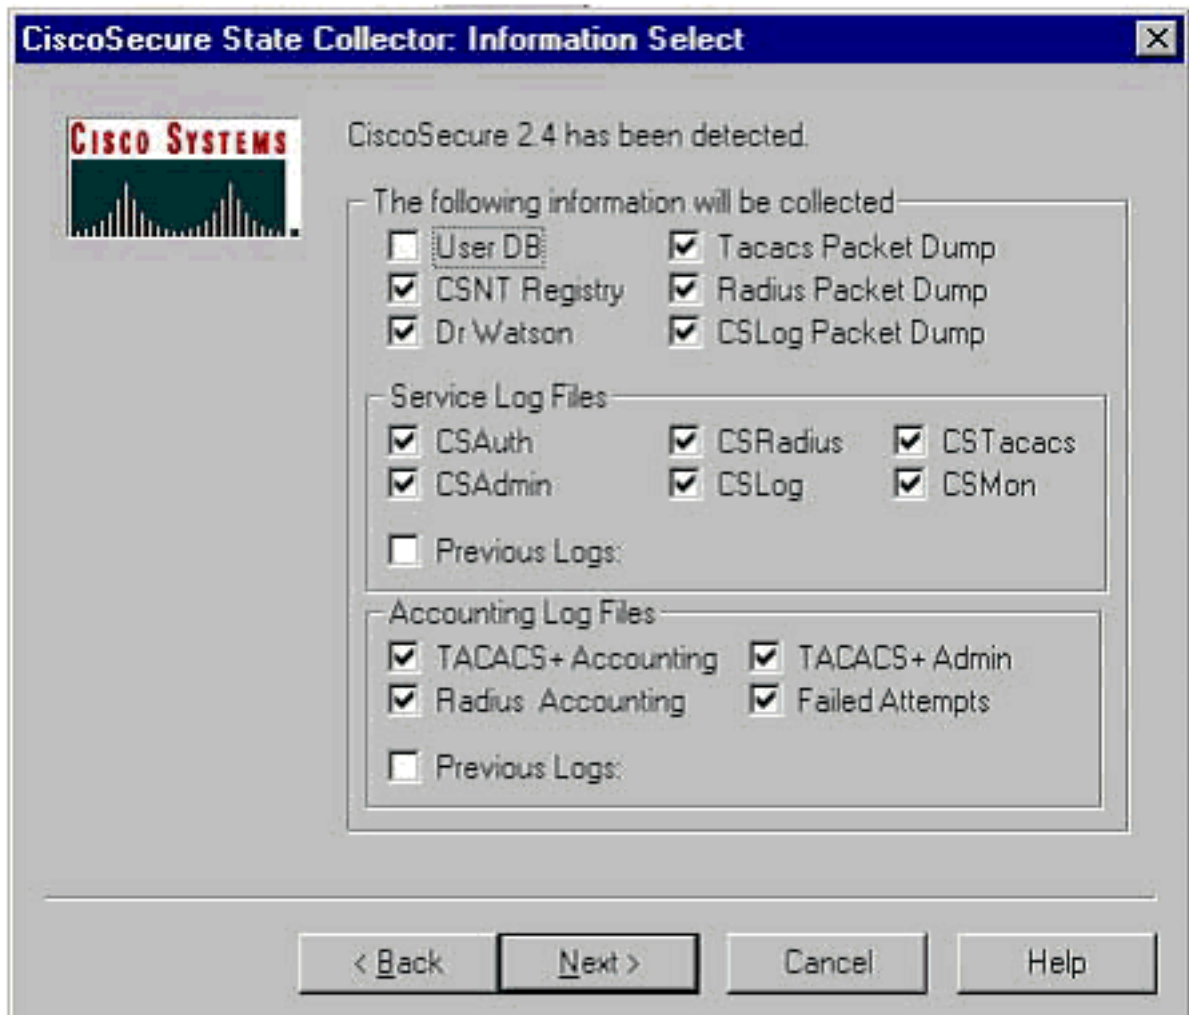 CiscoSecure State Collector: Information Select
CISCO SYSTEMS
CiscoSecure 2.4 has been detected.
The following information will be collected
User DB
Tacacs Packet Dump
CSNT Registry
Radius Packet Dump
Dr Watson
CSLog Packet Dump
Service Log Files
CSAuth
CSRadius
CSTacacs
CSAdmin
CSLog
CSMon
Previous Logs:
Accounting Log Files
TACACS+ Accounting
TACACS+ Admin
Radius Accounting
Failed Attempts
Previous Logs:
< Back
Next >
Cancel
Help